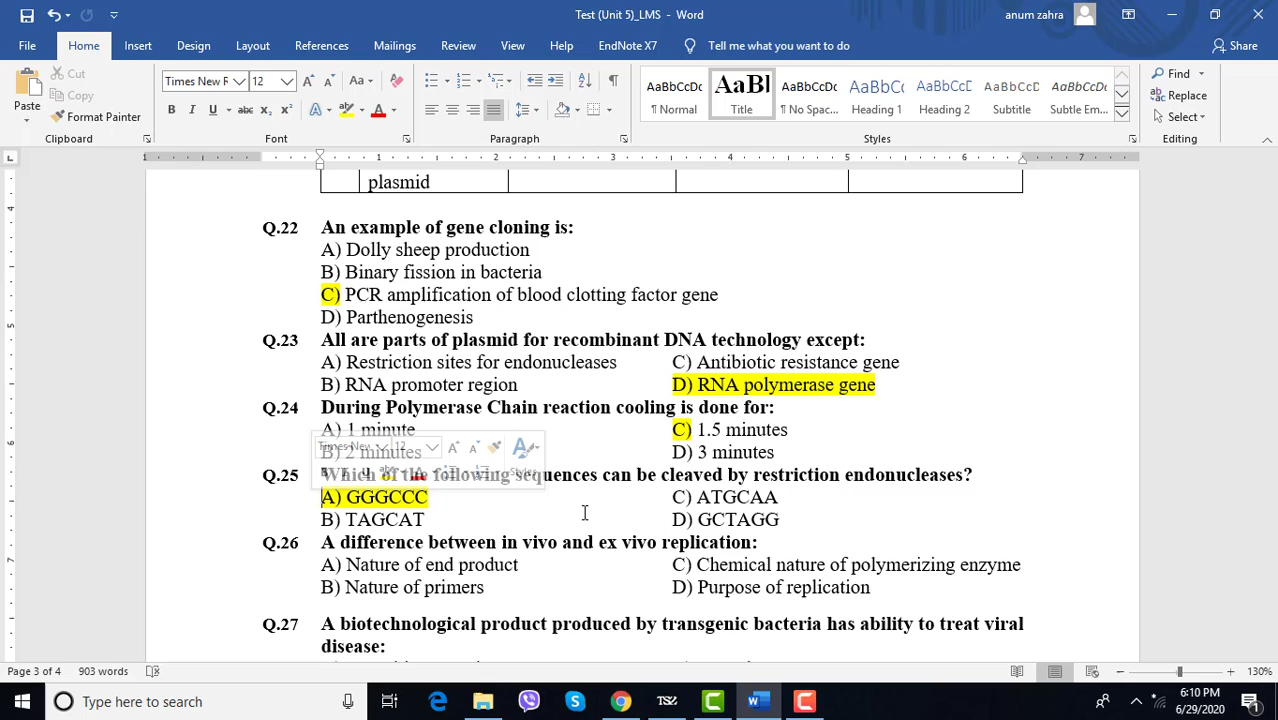 Test (Unit 5)_LMS - Word
anum zahra
File Home Insert Design Layout References Mailings Review View Help EndNote X7 Tell me what you want to do Share
Paste
Cut
Copy
Format Painter
Clipboard
Times New R 12
Font
Paragraph
AaBbCcDc ¶ Normal
AaBl Title
AaBbCcDc ¶ No Spac...
AaBbCc Heading 1
AaBbCcD Heading 2
AaBbCcD Subtitle
AaBbCcDc Subtle Em...
Styles
Find
Replace
Select
Editing
plasmid
Q.22 An example of gene cloning is:
A) Dolly sheep production
B) Binary fission in bacteria
C) PCR amplification of blood clotting factor gene
D) Parthenogenesis
Q.23 All are parts of plasmid for recombinant DNA technology except:
A) Restriction sites for endonucleases C) Antibiotic resistance gene
B) RNA promoter region D) RNA polymerase gene
Q.24 During Polymerase Chain reaction cooling is done for:
A) 1 minute C) 1.5 minutes
B) 2 minutes D) 3 minutes
Q.25 Which of the following sequences can be cleaved by restriction endonucleases?
A) GGGCCC C) ATGCAA
B) TAGCAT D) GCTAGG
Q.26 A difference between in vivo and ex vivo replication:
A) Nature of end product C) Chemical nature of polymerizing enzyme
B) Nature of primers D) Purpose of replication
Q.27 A biotechnological product produced by transgenic bacteria has ability to treat viral
disease:
Page 3 of 4 903 words 130%
Type here to search
6:10 PM
6/29/2020